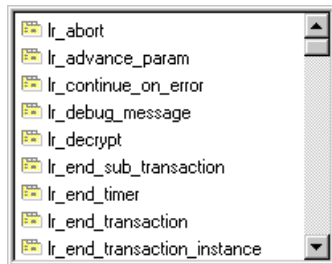 lr_abort
lr_advance_param
lr_continue_on_error
lr_debug_message
lr_decrypt
lr_end_sub_transaction
lr_end_timer
lr_end_transaction
lr_end_transaction_instance